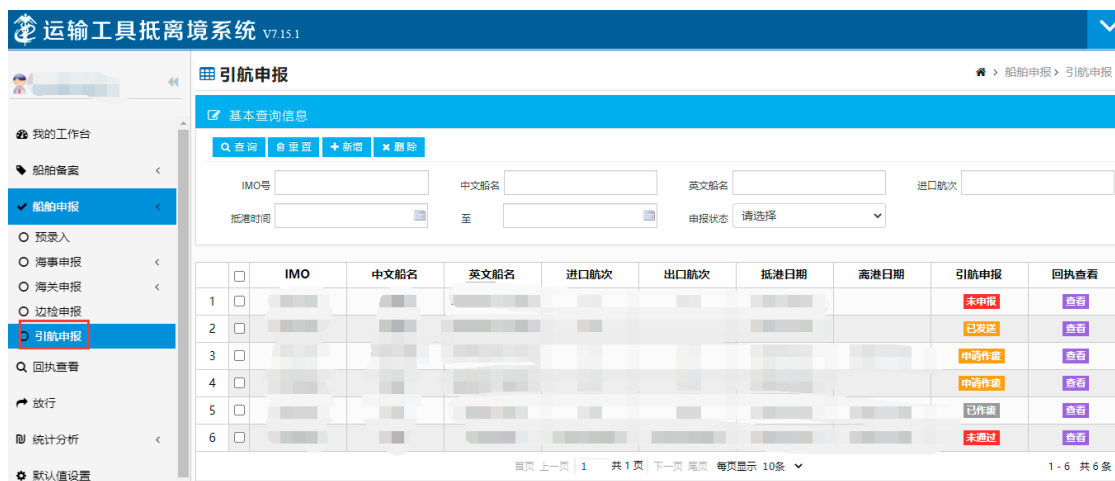 运输工具抵离境系统 V7.15.1
引航申报
船舶申报 > 引航申报
基本查询信息
查询 重置 新增 删除
IMO号 中文船名 英文船名 进口航次
抵港时间 至 申报状态 请选择
我的工作台
船舶备案
船舶申报
预录入
海事申报
海关申报
边检申报
引航申报
回执查看
放行
统计分析
默认值设置
IMO 中文船名 英文船名 进口航次 出口航次 抵港日期 离港日期 引航申报 回执查看
1 未申报 查看
2 已发送 查看
3 申请作废 查看
4 申请作废 查看
5 已作废 查看
6 未通过 查看
首页 上一页 1 共1页 下一页 尾页 每页显示 10条 1 - 6 共6条